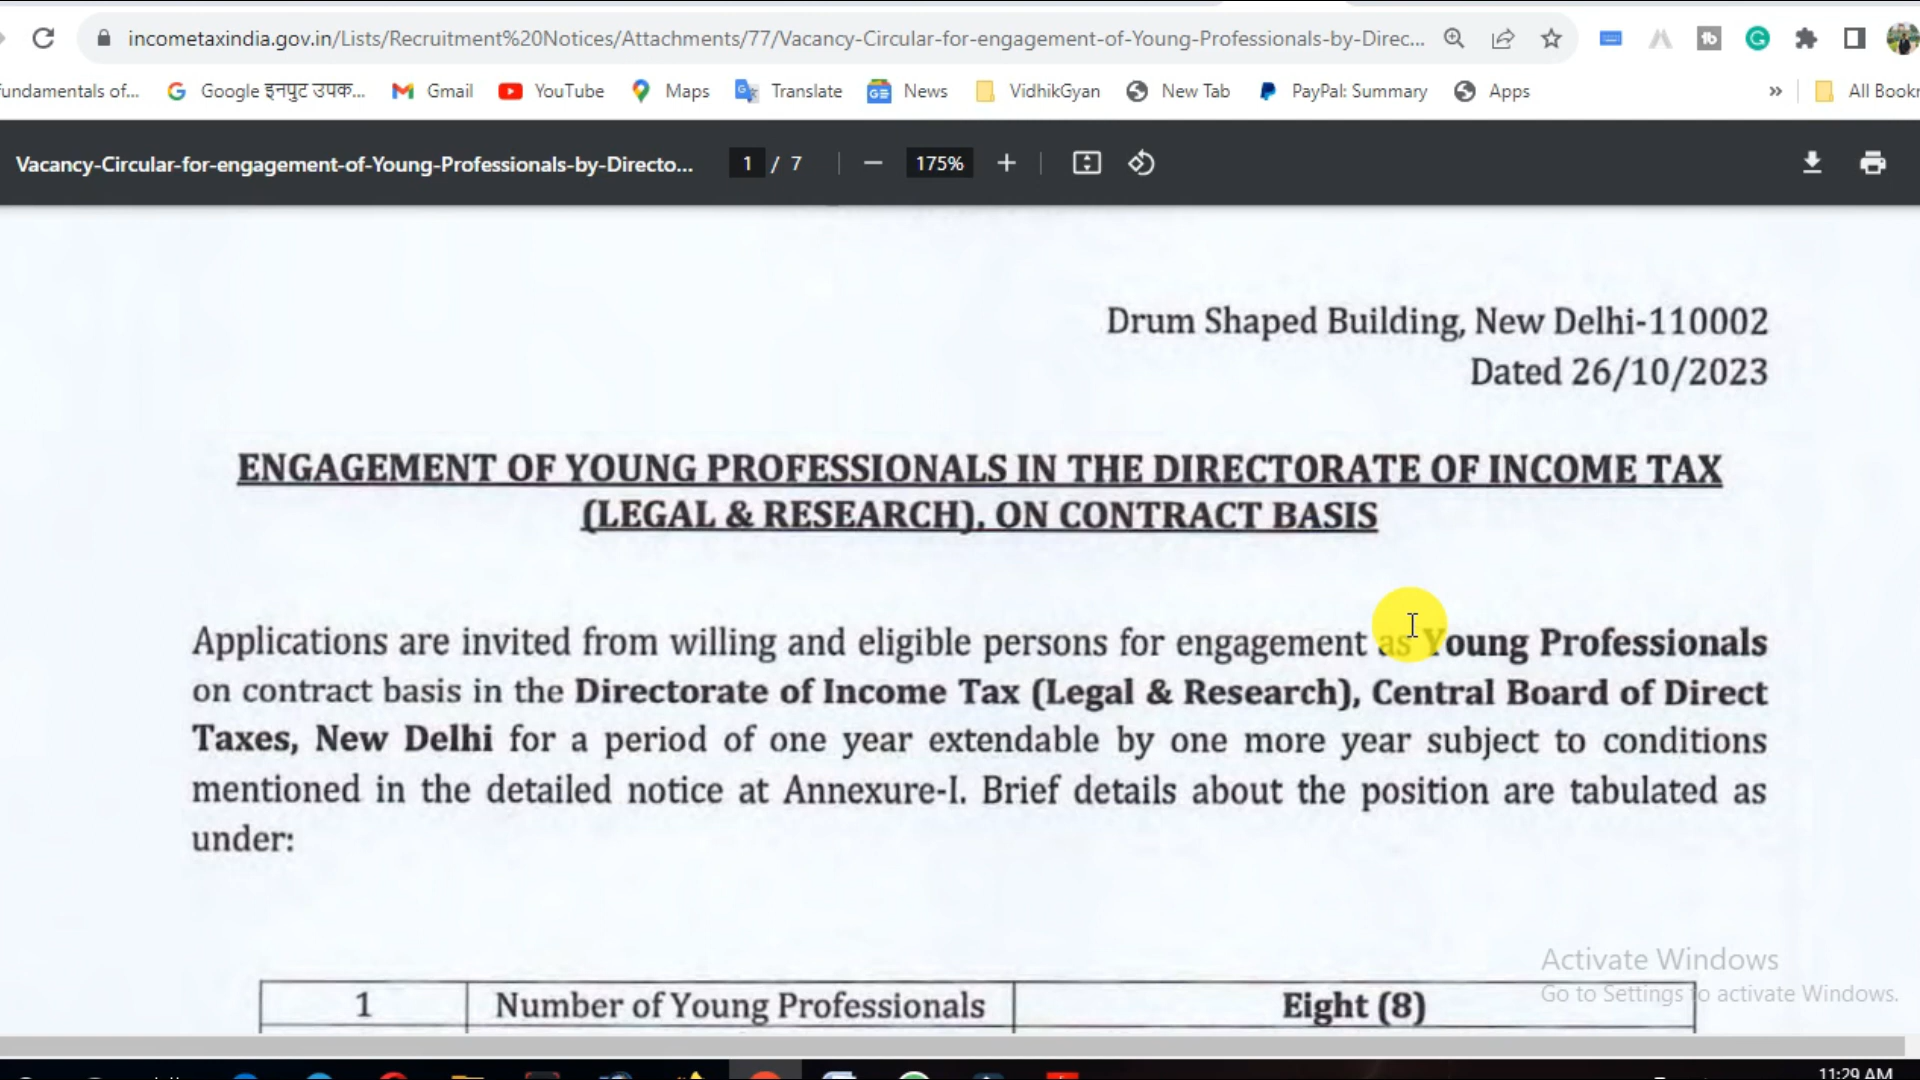 incometaxindia.gov.in/Lists/Recruitment%20Notices/Attachments/77/Vacancy-Circular-for-engagement-of-Young-Professionals-by-Direc...
undamentals of...
Google इनपुट उपक...
Gmail
YouTube
Maps
Translate
News
VidhikGyan
New Tab
PayPal: Summary
Apps
»
All Bookr
Vacancy-Circular-for-engagement-of-Young-Professionals-by-Directo...
1 / 7
175%
Drum Shaped Building, New Delhi-110002
Dated 26/10/2023
ENGAGEMENT OF YOUNG PROFESSIONALS IN THE DIRECTORATE OF INCOME TAX
(LEGAL & RESEARCH), ON CONTRACT BASIS
Applications are invited from willing and eligible persons for engagement as Young Professionals
on contract basis in the Directorate of Income Tax (Legal & Research), Central Board of Direct
Taxes, New Delhi for a period of one year extendable by one more year subject to conditions
mentioned in the detailed notice at Annexure-I. Brief details about the position are tabulated as
under:
1 Number of Young Professionals Eight (8)
Activate Windows
Go to Settings to activate Windows.
11:29 AM